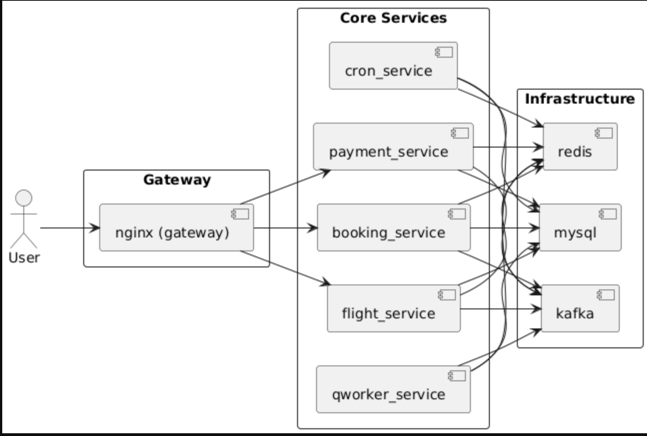 Core Services
cron_service
Infrastructure
payment_service
redis
Gateway
nginx (gateway)
booking_service
mysql
User
flight_service
kafka
qworker_service